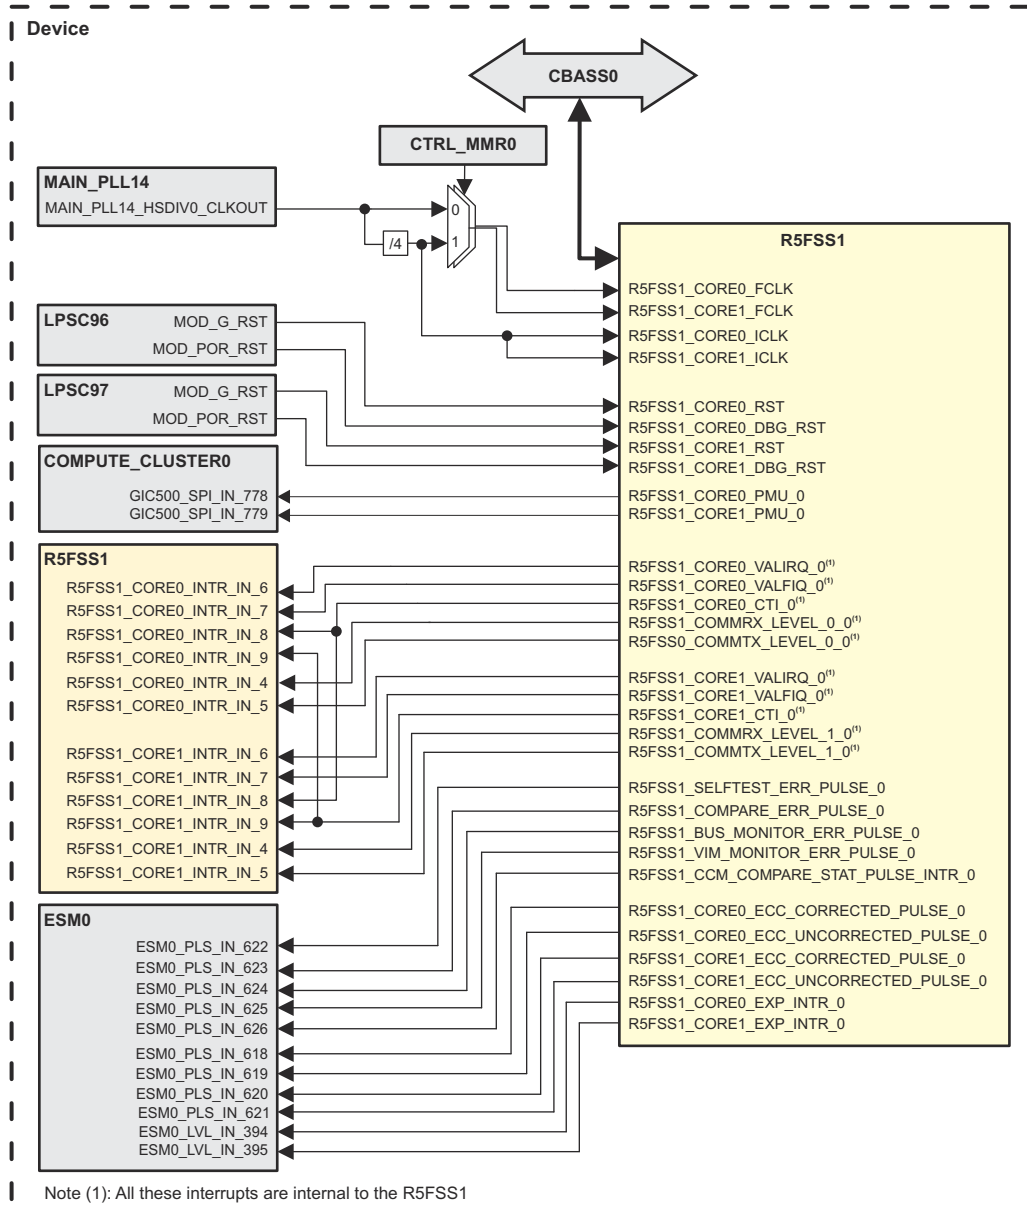 Device
CBASS0
CTRL_MMR0
MAIN_PLL14
MAIN_PLL14_HSDIV0_CLKOUT
0
/4
1
LPSC96
MOD_G_RST
MOD_POR_RST
LPSC97
MOD_G_RST
MOD_POR_RST
COMPUTE_CLUSTER0
GIC500_SPI_IN_778
GIC500_SPI_IN_779
R5FSS1
R5FSS1_CORE0_INTR_IN_6
R5FSS1_CORE0_INTR_IN_7
R5FSS1_CORE0_INTR_IN_8
R5FSS1_CORE0_INTR_IN_9
R5FSS1_CORE0_INTR_IN_4
R5FSS1_CORE0_INTR_IN_5
R5FSS1_CORE1_INTR_IN_6
R5FSS1_CORE1_INTR_IN_7
R5FSS1_CORE1_INTR_IN_8
R5FSS1_CORE1_INTR_IN_9
R5FSS1_CORE1_INTR_IN_4
R5FSS1_CORE1_INTR_IN_5
ESM0
ESM0_PLS_IN_622
ESM0_PLS_IN_623
ESM0_PLS_IN_624
ESM0_PLS_IN_625
ESM0_PLS_IN_626
ESM0_PLS_IN_618
ESM0_PLS_IN_619
ESM0_PLS_IN_620
ESM0_PLS_IN_621
ESM0_LVL_IN_394
ESM0_LVL_IN_395
R5FSS1
R5FSS1_CORE0_FCLK
R5FSS1_CORE1_FCLK
R5FSS1_CORE0_ICLK
R5FSS1_CORE1_ICLK
R5FSS1_CORE0_RST
R5FSS1_CORE0_DBG_RST
R5FSS1_CORE1_RST
R5FSS1_CORE1_DBG_RST
R5FSS1_CORE0_PMU_0
R5FSS1_CORE1_PMU_0
R5FSS1_CORE0_VALIRQ_0(1)
R5FSS1_CORE0_VALFIQ_0(1)
R5FSS1_CORE0_CTI_0(1)
R5FSS1_COMMRX_LEVEL_0_0(1)
R5FSS0_COMMTX_LEVEL_0_0(1)
R5FSS1_CORE1_VALIRQ_0(1)
R5FSS1_CORE1_VALFIQ_0(1)
R5FSS1_CORE1_CTI_0(1)
R5FSS1_COMMRX_LEVEL_1_0(1)
R5FSS1_COMMTX_LEVEL_1_0(1)
R5FSS1_SELFTEST_ERR_PULSE_0
R5FSS1_COMPARE_ERR_PULSE_0
R5FSS1_BUS_MONITOR_ERR_PULSE_0
R5FSS1_VIM_MONITOR_ERR_PULSE_0
R5FSS1_CCM_COMPARE_STAT_PULSE_INTR_0
R5FSS1_CORE0_ECC_CORRECTED_PULSE_0
R5FSS1_CORE0_ECC_UNCORRECTED_PULSE_0
R5FSS1_CORE1_ECC_CORRECTED_PULSE_0
R5FSS1_CORE1_ECC_UNCORRECTED_PULSE_0
R5FSS1_CORE0_EXP_INTR_0
R5FSS1_CORE1_EXP_INTR_0
Note (1): All these interrupts are internal to the R5FSS1